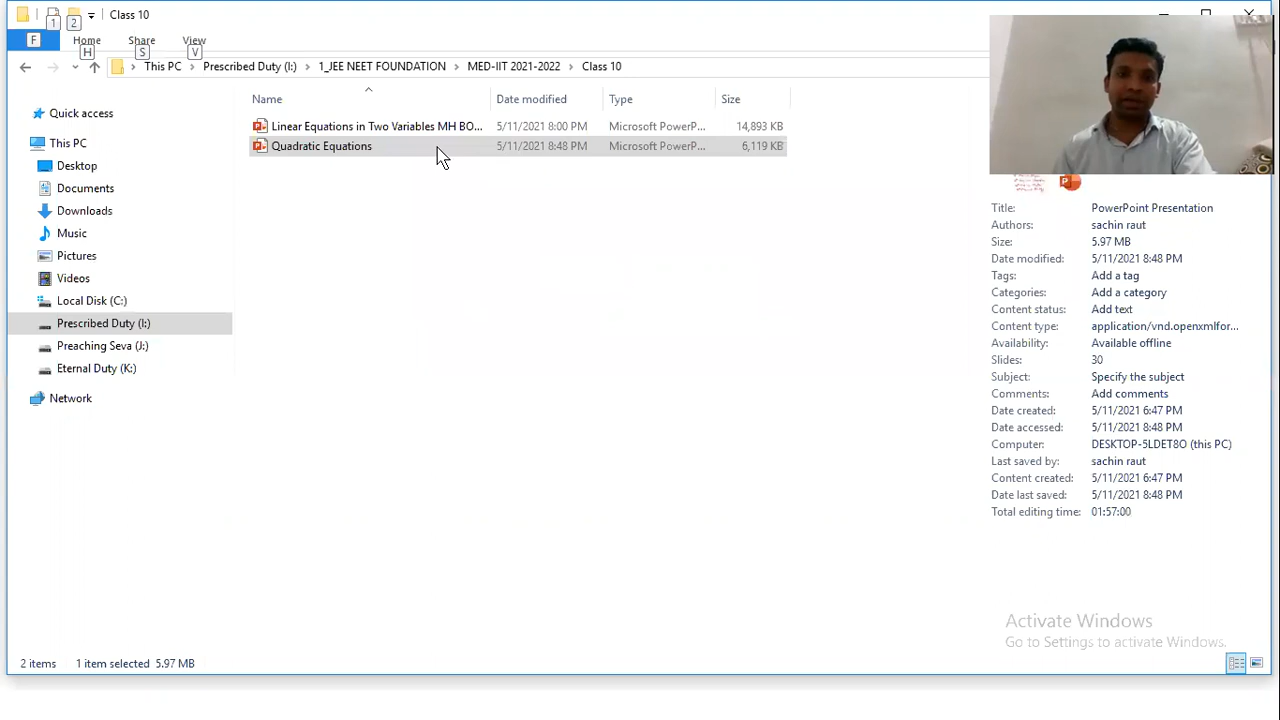 1 2 Class 10
F Home Share View
H S V
This PC Prescribed Duty (I:) 1_JEE NEET FOUNDATION MED-IIT 2021-2022 Class 10
Name Date modified Type Size
Linear Equations in Two Variables MH BO... 5/11/2021 8:00 PM Microsoft PowerP... 14,893 KB
Quadratic Equations 5/11/2021 8:48 PM Microsoft PowerP... 6,119 KB
Quick access
This PC
Desktop
Documents
Downloads
Music
Pictures
Videos
Local Disk (C:)
Prescribed Duty (I:)
Preaching Seva (J:)
Eternal Duty (K:)
Network
Title: PowerPoint Presentation
Authors: sachin raut
Size: 5.97 MB
Date modified: 5/11/2021 8:48 PM
Tags: Add a tag
Categories: Add a category
Content status: Add text
Content type: application/vnd.openxmlfor...
Availability: Available offline
Slides: 30
Subject: Specify the subject
Comments: Add comments
Date created: 5/11/2021 6:47 PM
Date accessed: 5/11/2021 8:48 PM
Computer: DESKTOP-5LDET8O (this PC)
Last saved by: sachin raut
Content created: 5/11/2021 6:47 PM
Date last saved: 5/11/2021 8:48 PM
Total editing time: 01:57:00
Activate Windows
Go to Settings to activate Windows.
2 items 1 item selected 5.97 MB